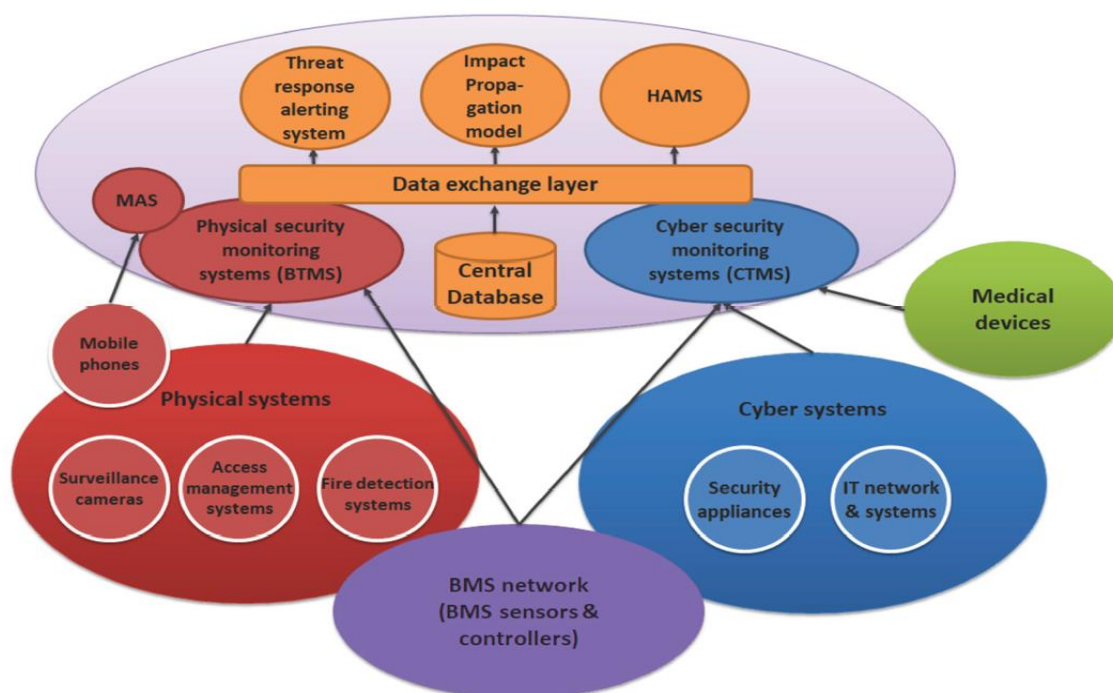 Threat
response
alerting
system
Impact
Propa-
gation
model
HAMS
Data exchange layer
MAS
Physical security
monitoring
systems (BTMS)
Central
Database
Cyber security
monitoring
systems (CTMS)
Medical
devices
Mobile
phones
Physical systems
Surveillance
cameras
Access
management
systems
Fire detection
systems
Cyber systems
Security
appliances
IT network
& systems
BMS network
(BMS sensors &
controllers)